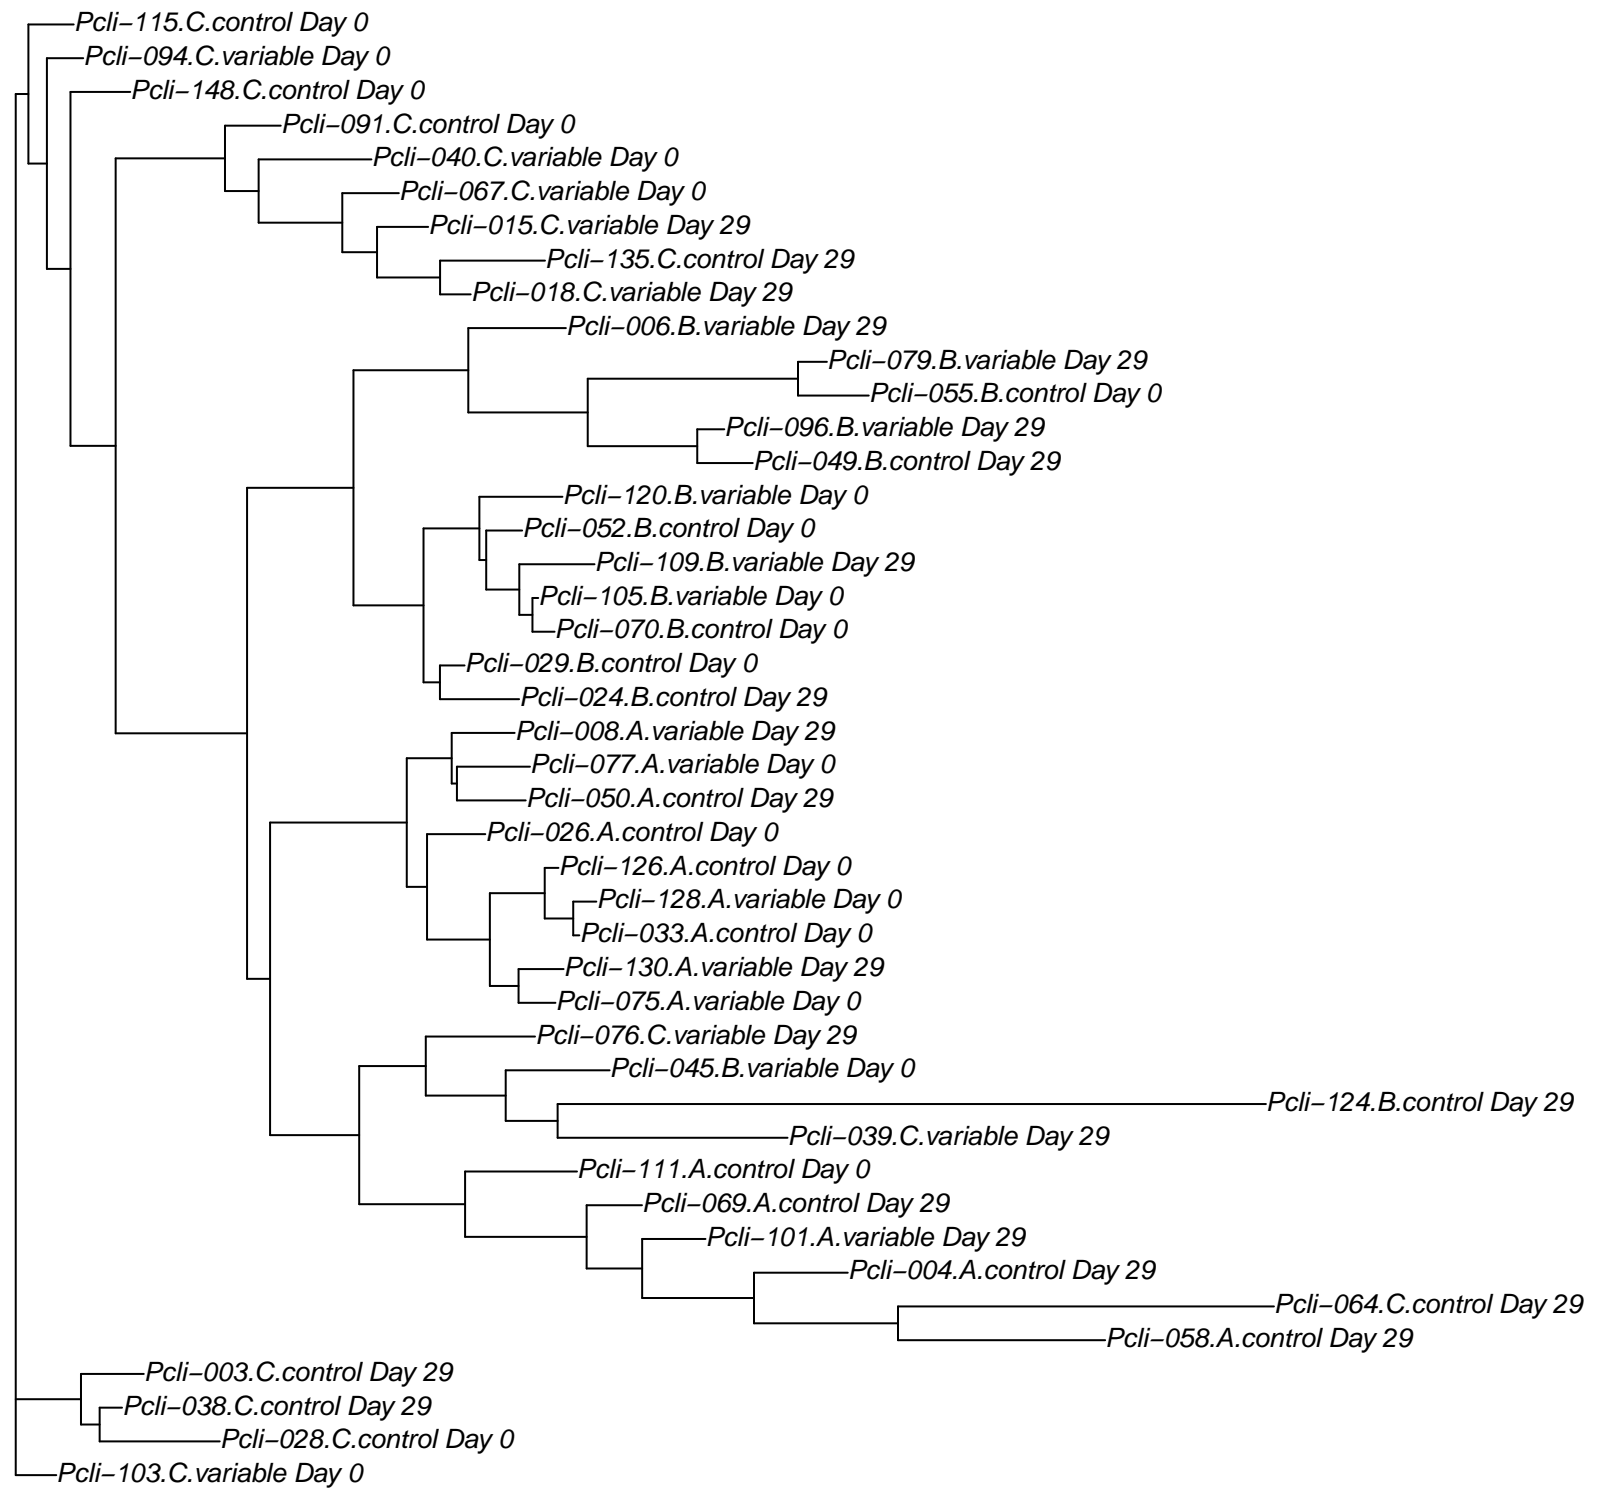 Pcli−115.C.control Day 0
Pcli−094.C.variable Day 0
Pcli−148.C.control Day 0
Pcli−091.C.control Day 0
Pcli−040.C.variable Day 0
Pcli−067.C.variable Day 0
Pcli−015.C.variable Day 29
Pcli−135.C.control Day 29
Pcli−018.C.variable Day 29
Pcli−006.B.variable Day 29
Pcli−079.B.variable Day 29
Pcli−055.B.control Day 0
Pcli−096.B.variable Day 29
Pcli−049.B.control Day 29
Pcli−120.B.variable Day 0
Pcli−052.B.control Day 0
Pcli−109.B.variable Day 29
Pcli−105.B.variable Day 0
Pcli−070.B.control Day 0
Pcli−029.B.control Day 0
Pcli−024.B.control Day 29
Pcli−008.A.variable Day 29
Pcli−077.A.variable Day 0
Pcli−050.A.control Day 29
Pcli−026.A.control Day 0
Pcli−126.A.control Day 0
Pcli−128.A.variable Day 0
Pcli−033.A.control Day 0
Pcli−130.A.variable Day 29
Pcli−075.A.variable Day 0
Pcli−076.C.variable Day 29
Pcli−045.B.variable Day 0
Pcli−124.B.control Day 29
Pcli−039.C.variable Day 29
Pcli−111.A.control Day 0
Pcli−069.A.control Day 29
Pcli−101.A.variable Day 29
Pcli−004.A.control Day 29
Pcli−064.C.control Day 29
Pcli−058.A.control Day 29
Pcli−003.C.control Day 29
Pcli−038.C.control Day 29
Pcli−028.C.control Day 0
Pcli−103.C.variable Day 0